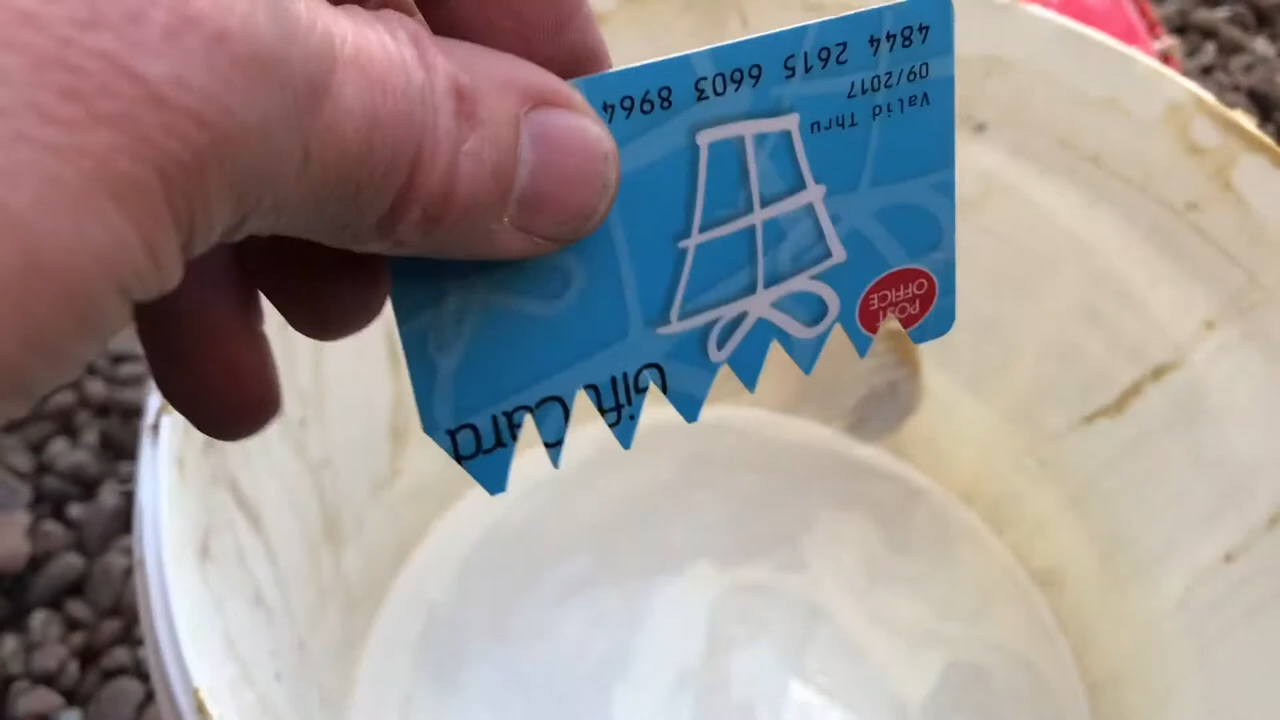 Gift Card
POST
OFFICE
Valid Thru
09/2017
4844 2615 6603 8964